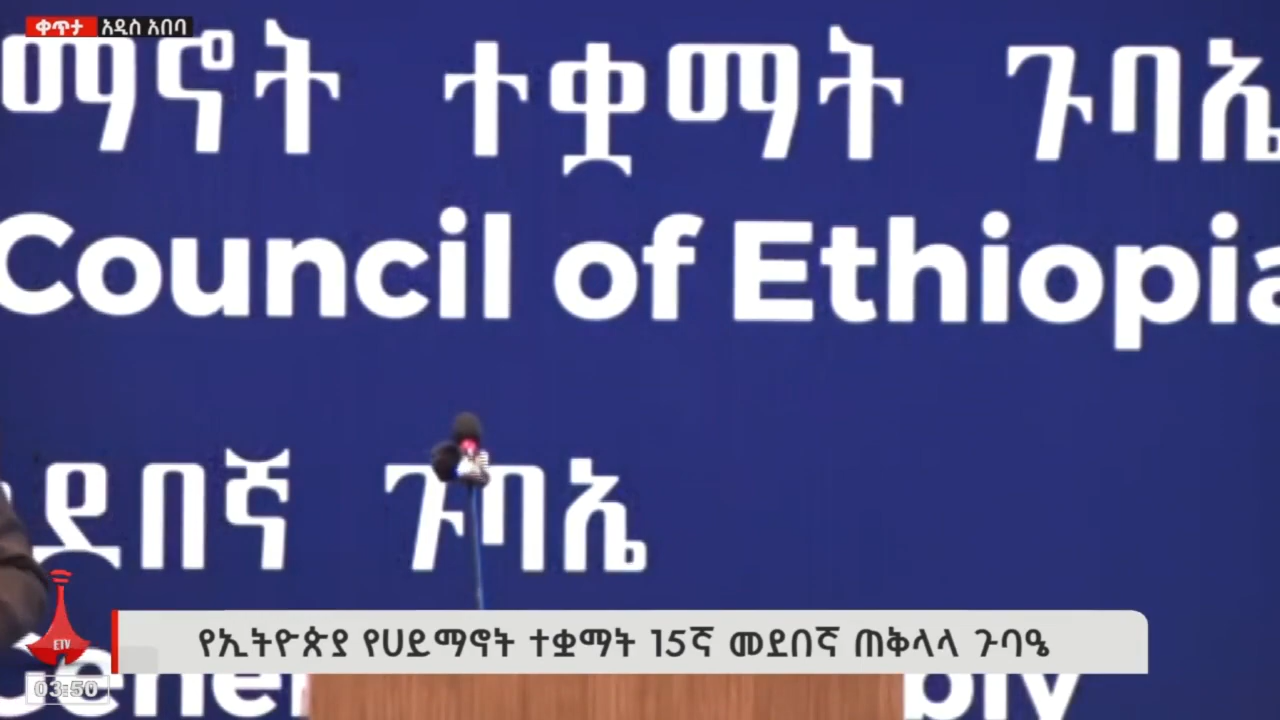 ቀጥታ አዲስ አበባ
ማኖት ተቋማት ጉባኤ
Council of Ethiopia
ደበኛ ጉባኤ
ETV
የኢትዮጵያ የሀይማኖት ተቋማት 15ኛ መደበኛ ጠቅላላ ጉባዔ
03:50